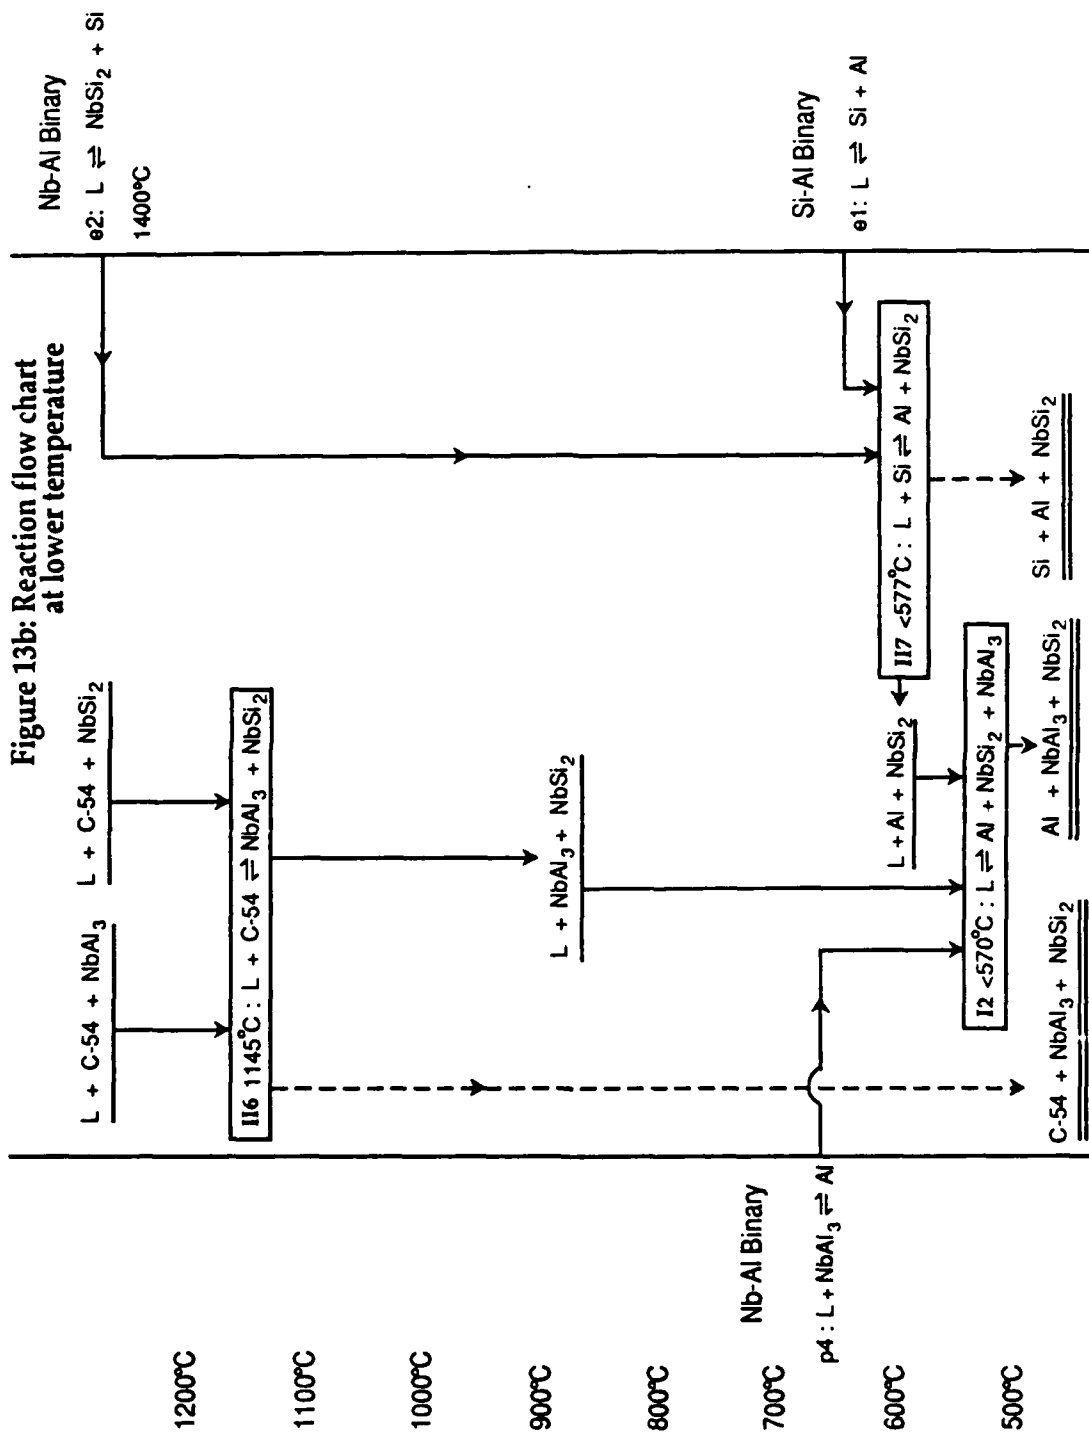 Figure 13b: Reaction flow chart
at lower temperature
1200°C
1100°C
1000°C
900°C
800°C
700°C
600°C
500°C
Nb-Al Binary
p4 : L+NbAl₃ ⇌ Al
L + C-54 + NbAl₃
L + C-54 + NbSi₂
II6 1145°C : L + C-54 ⇌ NbAl₃ + NbSi₂
L + NbAl₃ + NbSi₂
L + Al + NbSi₂
I2 <570°C : L ⇌ Al + NbSi₂ + NbAl₃
C-54 + NbAl₃ + NbSi₂
Al + NbAl₃ + NbSi₂
II7 <577°C : L + Si ⇌ Al + NbSi₂
Si + Al + NbSi₂
Nb-Al Binary
e2: L ⇌ NbSi₂ + Si
1400°C
Si-Al Binary
e1: L ⇌ Si + Al